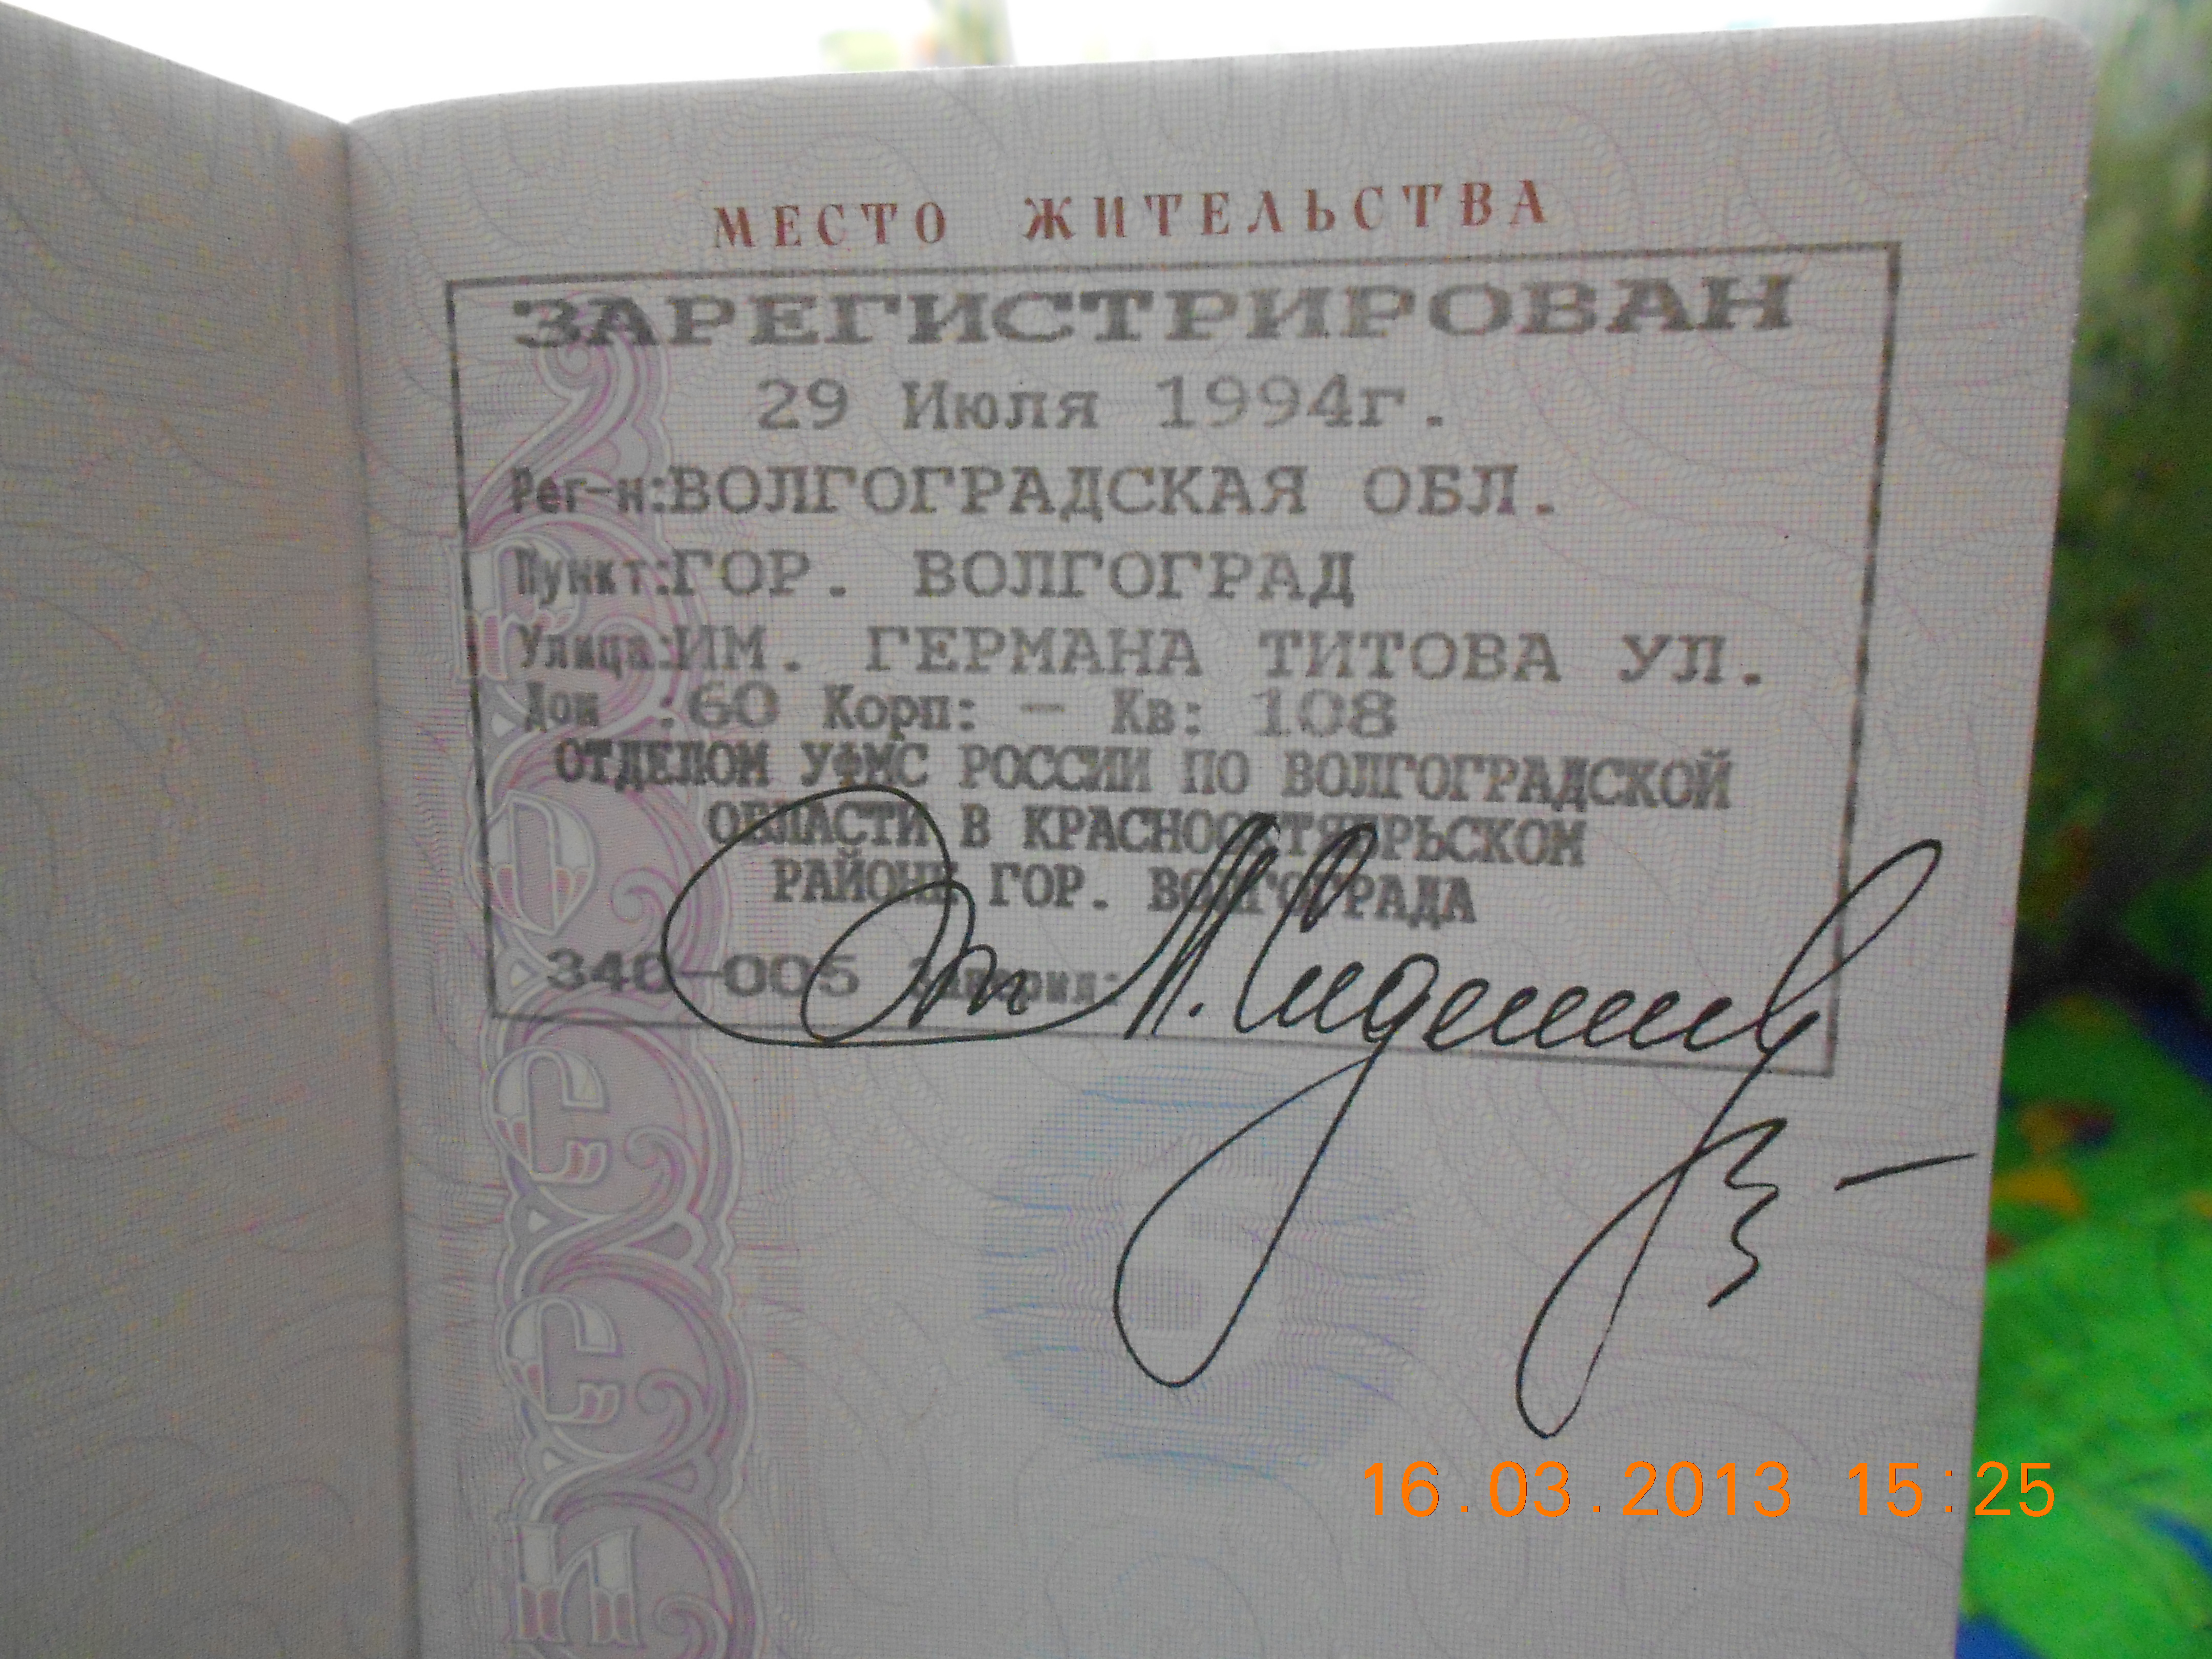 МЕСТО ЖИТЕЛЬСТВА
ЗАРЕГИСТРИРОВАН
29 Июля 1994г.
Рег-н:ВОЛГОГРАДСКАЯ ОБЛ.
Пункт:ГОР. ВОЛГОГРАД
Улица:ИМ. ГЕРМАНА ТИТОВА УЛ.
Дом :60 Корп: - Кв: 108
ОТДЕЛОМ УФМС РОССИИ ПО ВОЛГОГРАДСКОЙ
ОБЛАСТИ В КРАСНООКТЯБРЬСКОМ
РАЙОНЕ ГОР. ВОЛГОГРАДА
340-005 Заверил:
16.03.2013 15:25